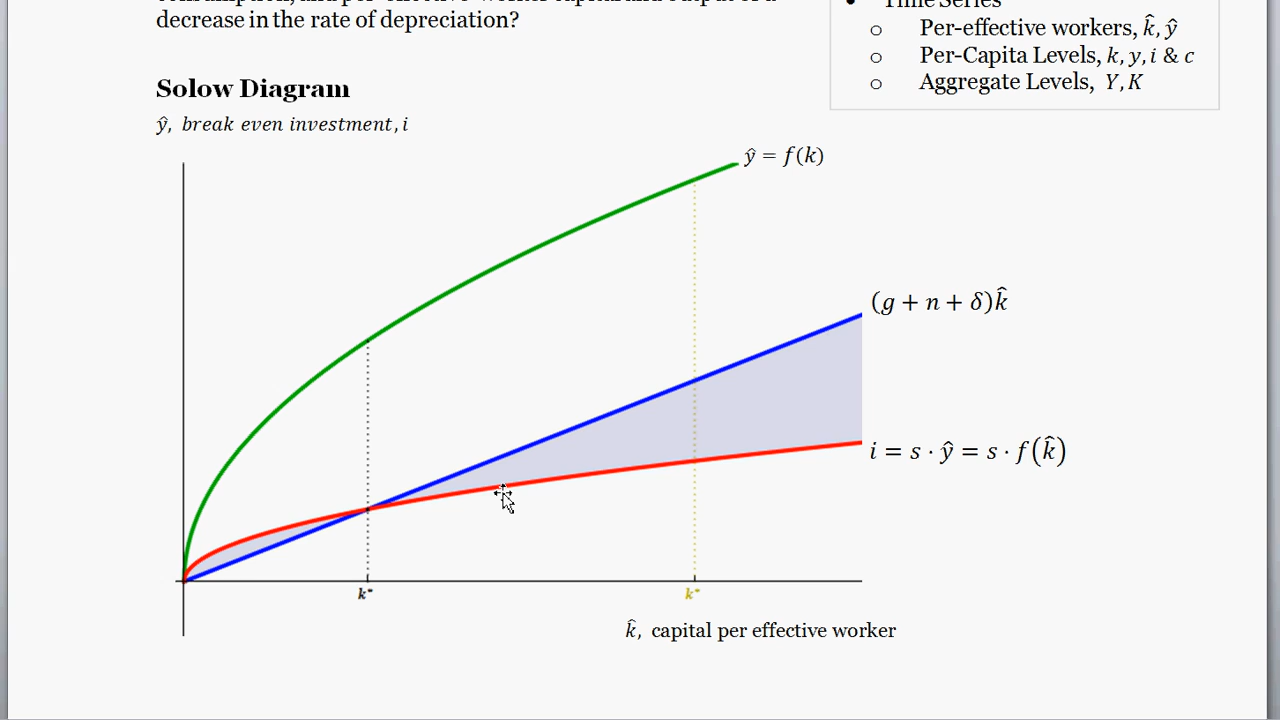 decrease in the rate of depreciation?
Time Series
o Per-effective workers, k̂, ŷ
o Per-Capita Levels, k, y, i & c
o Aggregate Levels, Y, K
Solow Diagram
ŷ, break even investment, i
ŷ = f(k)
(g + n + δ)k̂
i = s · ŷ = s · f(k̂)
k* k*
k̂, capital per effective worker